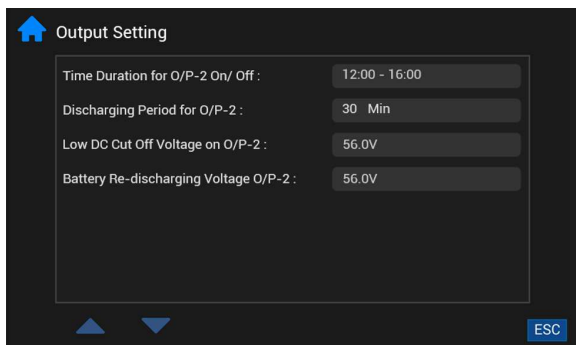 Output Setting
Time Duration for O/P-2 On/ Off : 12:00 - 16:00
Discharging Period for O/P-2 : 30 Min
Low DC Cut Off Voltage on O/P-2 : 56.0V
Battery Re-discharging Voltage O/P-2 : 56.0V
ESC